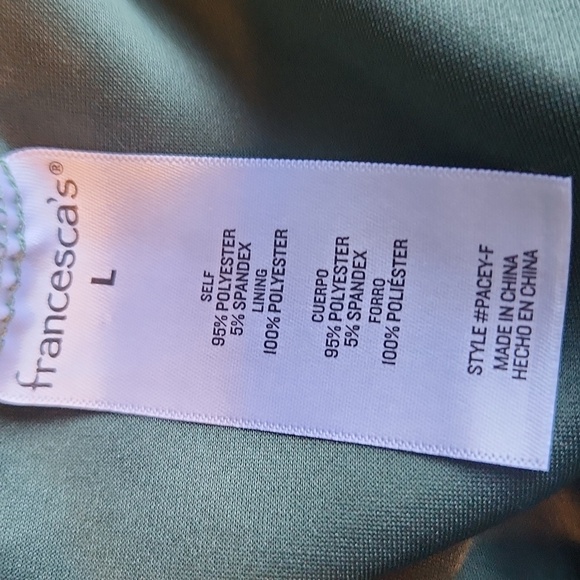 francesca's®
L
SELF
95% POLYESTER
5% SPANDEX
LINING
100% POLYESTER
CUERPO
95% POLYESTER
5% SPANDEX
FORRO
100% POLIÉSTER
STYLE #PACEY-F
MADE IN CHINA
HECHO EN CHINA